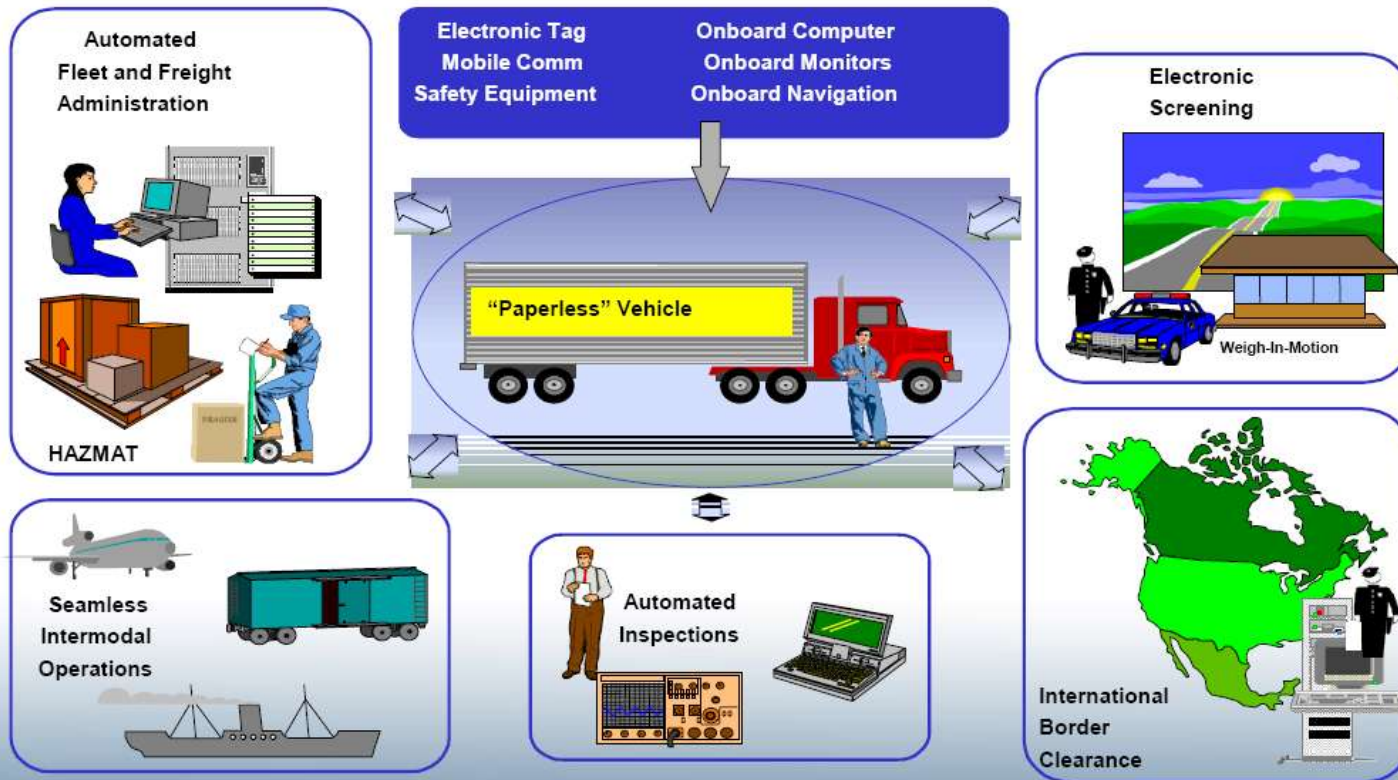 Automated
Fleet and Freight
Administration
HAZMAT
Electronic Tag
Mobile Comm
Safety Equipment
Onboard Computer
Onboard Monitors
Onboard Navigation
“Paperless” Vehicle
Electronic
Screening
Weigh-In-Motion
Seamless
Intermodal
Operations
Automated
Inspections
International
Border
Clearance